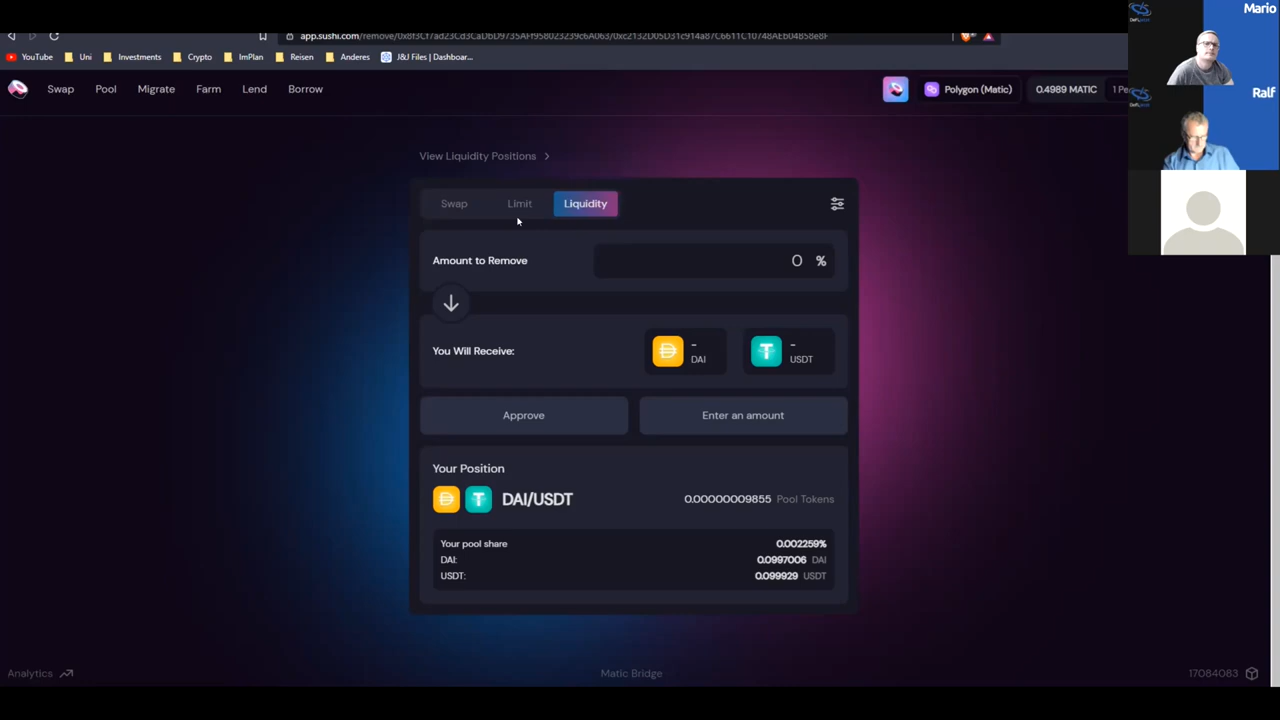 Mario
app.sushi.com/remove/0x8f3Cf7ad23Cd3CaDbD9735AFf958023239c6A063/0xc2132D05D31c914a87C6611C10748AEb04B58e8F
YouTube Uni Investments Crypto ImPlan Reisen Anderes J&J Files | Dashboar...
Swap Pool Migrate Farm Lend Borrow Polygon (Matic) 0.4989 MATIC
Ralf
View Liquidity Positions
Swap Limit Liquidity
Amount to Remove 0 %
You Will Receive: - DAI - USDT
Approve Enter an amount
Your Position
DAI/USDT 0.00000009855 Pool Tokens
Your pool share 0.002259%
DAI: 0.0997006 DAI
USDT: 0.099929 USDT
Analytics Matic Bridge 17084083